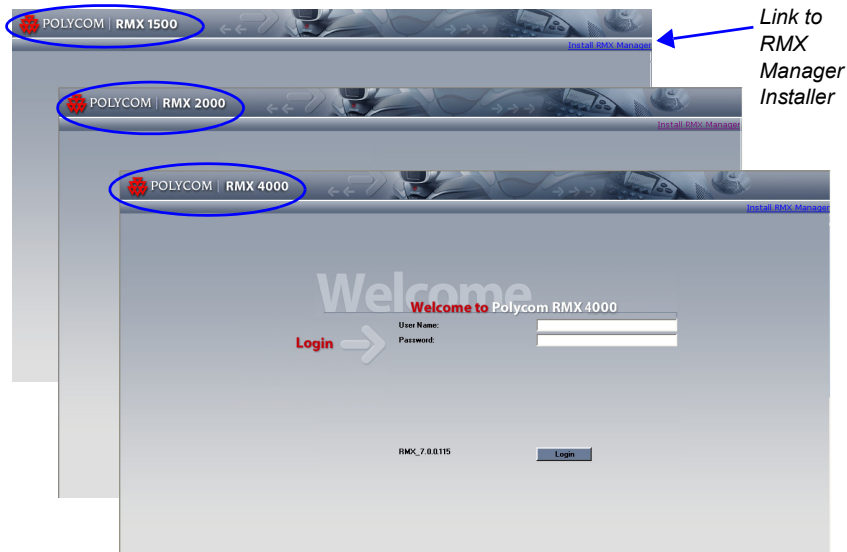 POLYCOM | RMX 1500
Install RMX Manager
Link to
RMX
Manager
Installer
POLYCOM | RMX 2000
Install RMX Manager
POLYCOM | RMX 4000
Install RMX Manager
Welcome
Welcome to Polycom RMX 4000
User Name:
Login
Password:
RMX_7.0.0.115
Login